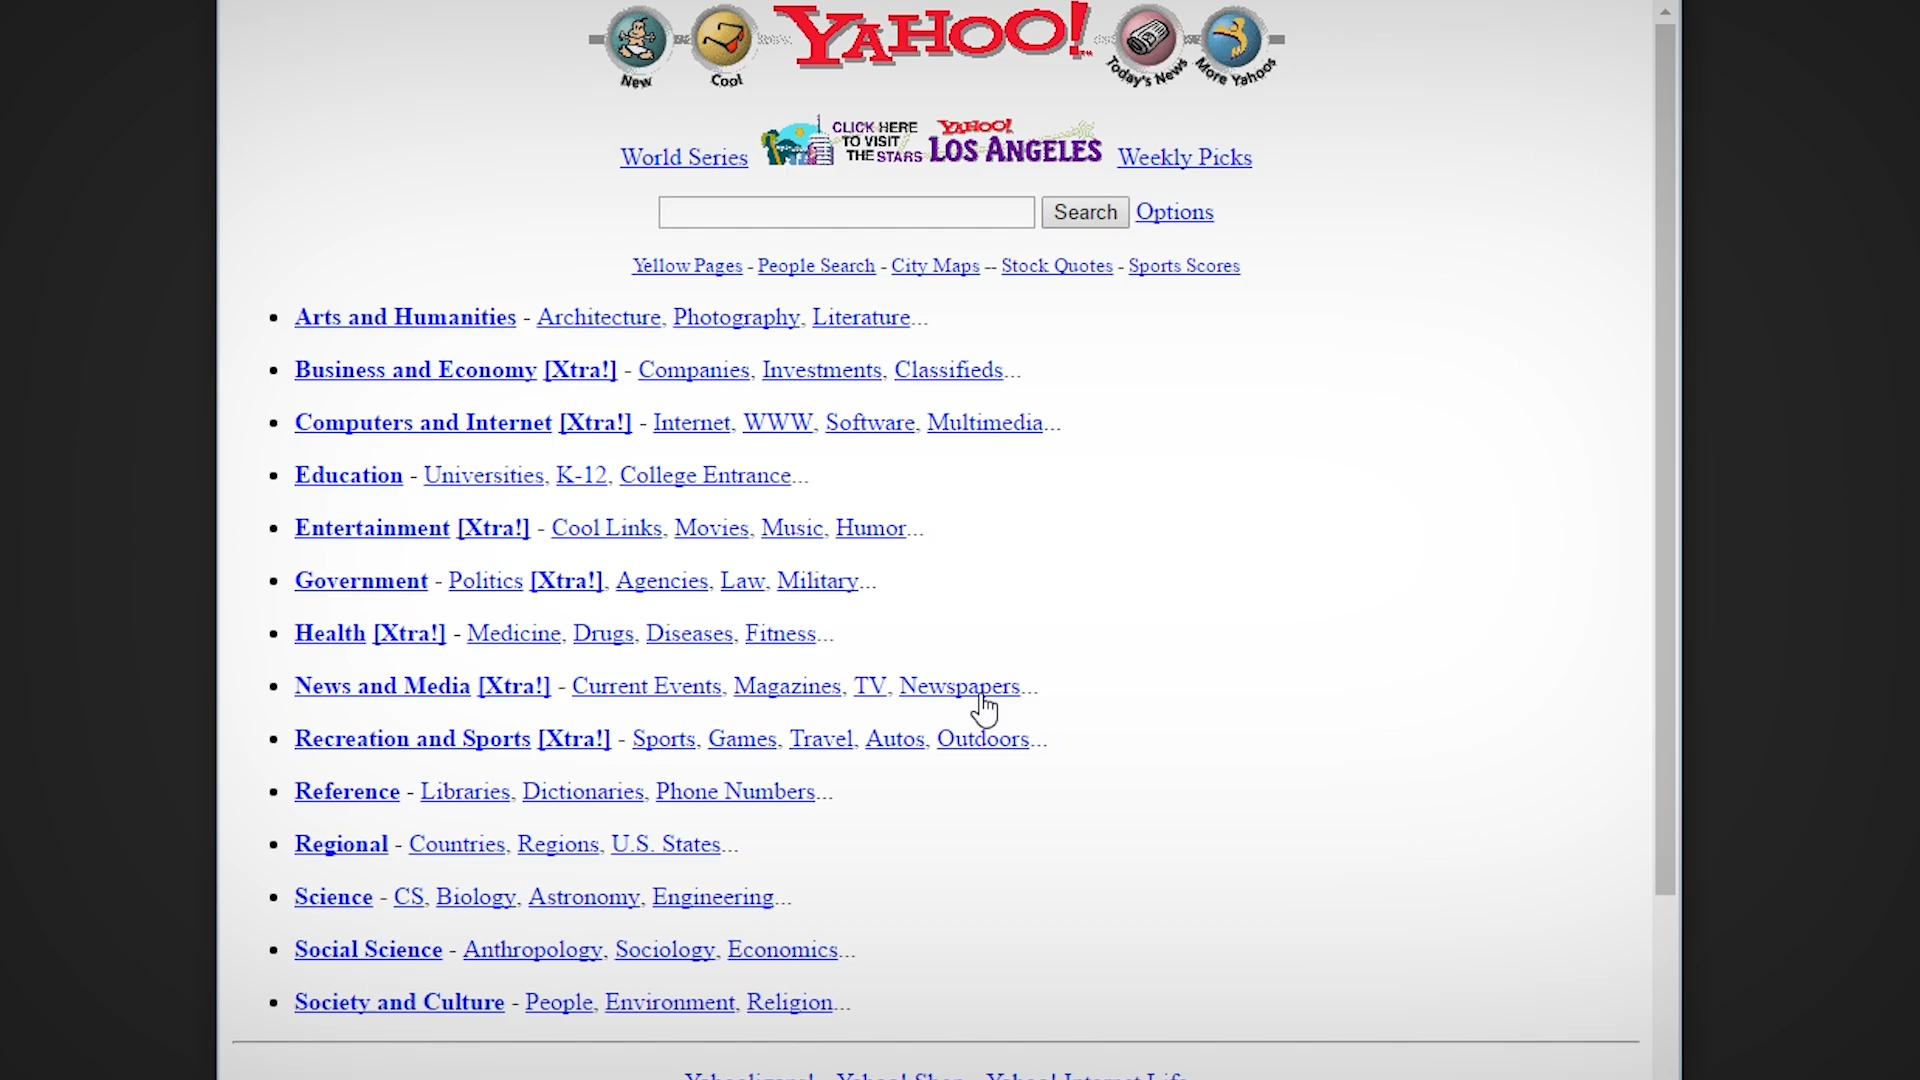 YAHOO!
New Cool Today's News More Yahoos
World Series CLICK HERE TO VISIT THE STARS YAHOO! LOS ANGELES Weekly Picks
Search Options
Yellow Pages - People Search - City Maps -- Stock Quotes - Sports Scores
Arts and Humanities - Architecture, Photography, Literature...
Business and Economy [Xtra!] - Companies, Investments, Classifieds...
Computers and Internet [Xtra!] - Internet, WWW, Software, Multimedia...
Education - Universities, K-12, College Entrance...
Entertainment [Xtra!] - Cool Links, Movies, Music, Humor...
Government - Politics [Xtra!], Agencies, Law, Military...
Health [Xtra!] - Medicine, Drugs, Diseases, Fitness...
News and Media [Xtra!] - Current Events, Magazines, TV, Newspapers...
Recreation and Sports [Xtra!] - Sports, Games, Travel, Autos, Outdoors...
Reference - Libraries, Dictionaries, Phone Numbers...
Regional - Countries, Regions, U.S. States...
Science - CS, Biology, Astronomy, Engineering...
Social Science - Anthropology, Sociology, Economics...
Society and Culture - People, Environment, Religion...
Yahooligans! - Yahoo! Shop - Yahoo! Internet Life